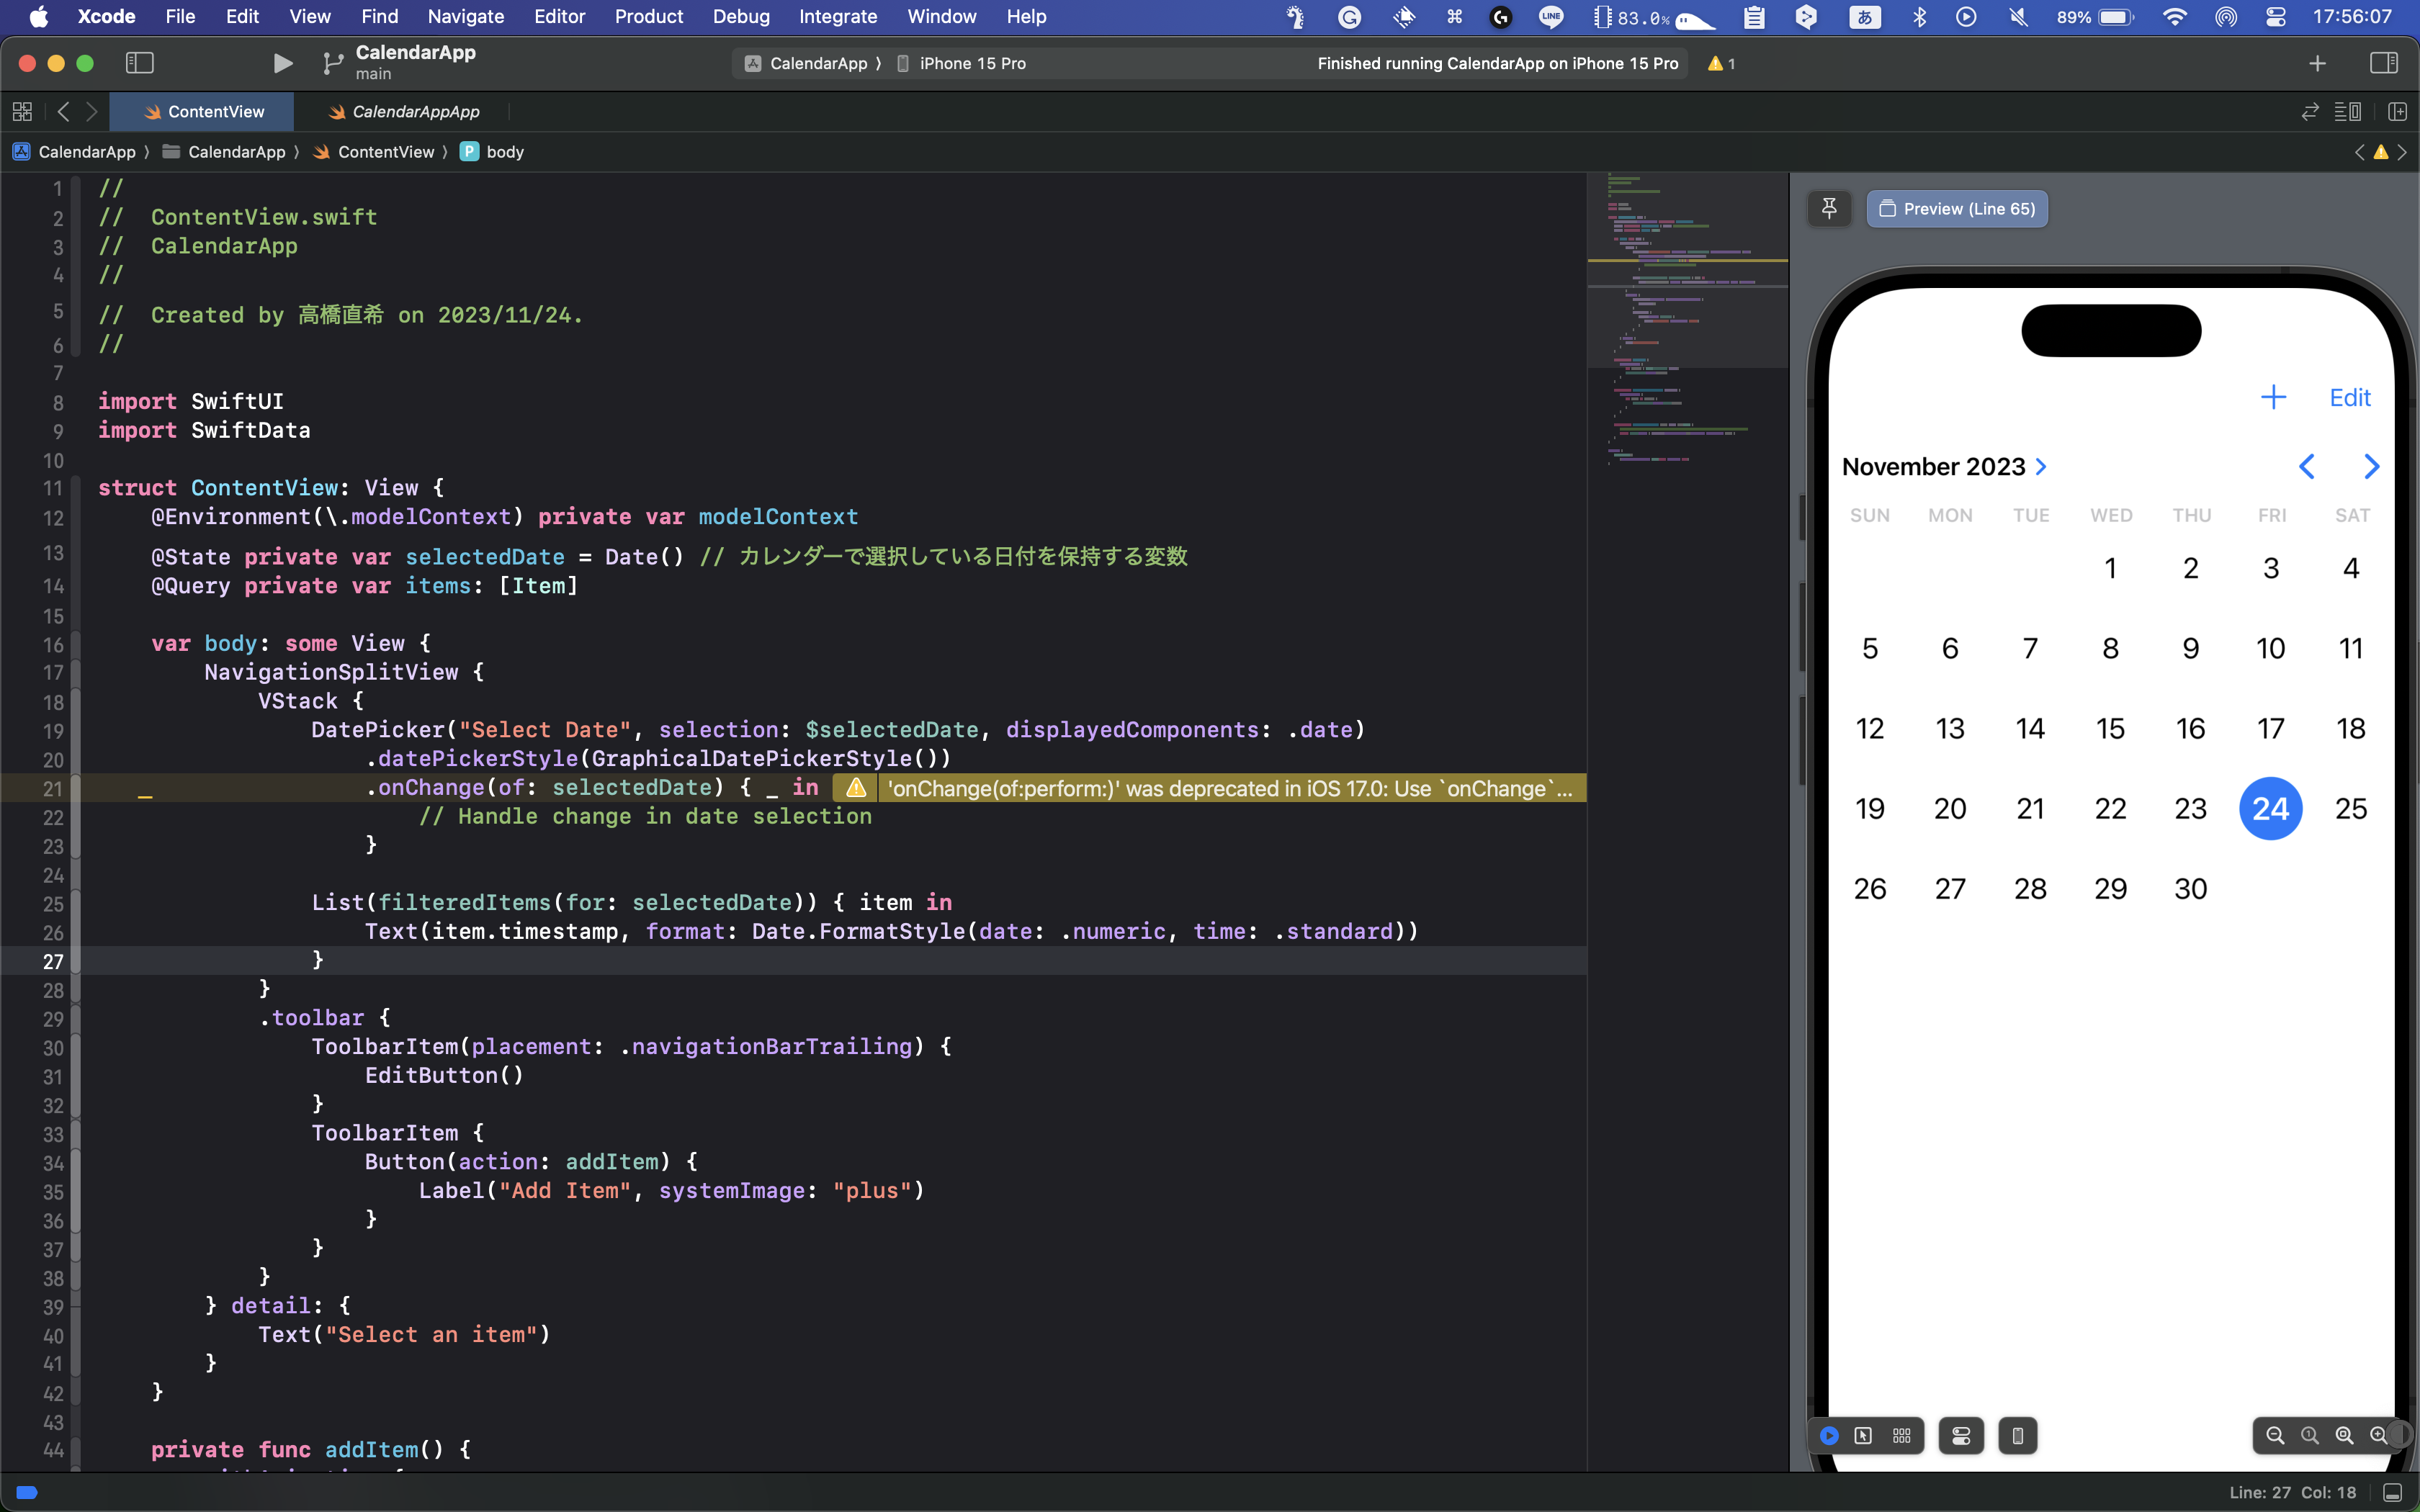 Xcode File Edit View Find Navigate Editor Product Debug Integrate Window Help LINE 83.0% あ 89% 17:56:07
CalendarApp
main
CalendarApp 〉 iPhone 15 Pro Finished running CalendarApp on iPhone 15 Pro 1
ContentView CalendarAppApp
CalendarApp 〉 CalendarApp 〉 ContentView 〉 P body
1 //
2 //  ContentView.swift
3 //  CalendarApp
4 //
5 //  Created by 高橋直希 on 2023/11/24.
6 //
7
8 import SwiftUI
9 import SwiftData
10
11 struct ContentView: View {
12     @Environment(\.modelContext) private var modelContext
13     @State private var selectedDate = Date() // カレンダーで選択している日付を保持する変数
14     @Query private var items: [Item]
15
16     var body: some View {
17         NavigationSplitView {
18             VStack {
19                 DatePicker("Select Date", selection: $selectedDate, displayedComponents: .date)
20                     .datePickerStyle(GraphicalDatePickerStyle())
21                     .onChange(of: selectedDate) { _ in 'onChange(of:perform:)' was deprecated in iOS 17.0: Use `onChange`...
22                         // Handle change in date selection
23                     }
24
25                 List(filteredItems(for: selectedDate)) { item in
26                     Text(item.timestamp, format: Date.FormatStyle(date: .numeric, time: .standard))
27                 }
28             }
29             .toolbar {
30                 ToolbarItem(placement: .navigationBarTrailing) {
31                     EditButton()
32                 }
33                 ToolbarItem {
34                     Button(action: addItem) {
35                         Label("Add Item", systemImage: "plus")
36                     }
37                 }
38             }
39         } detail: {
40             Text("Select an item")
41         }
42     }
43
44     private func addItem() {
Preview (Line 65)
+ Edit
November 2023 >
SUN MON TUE WED THU FRI SAT
1 2 3 4
5 6 7 8 9 10 11
12 13 14 15 16 17 18
19 20 21 22 23 24 25
26 27 28 29 30
Line: 27 Col: 18